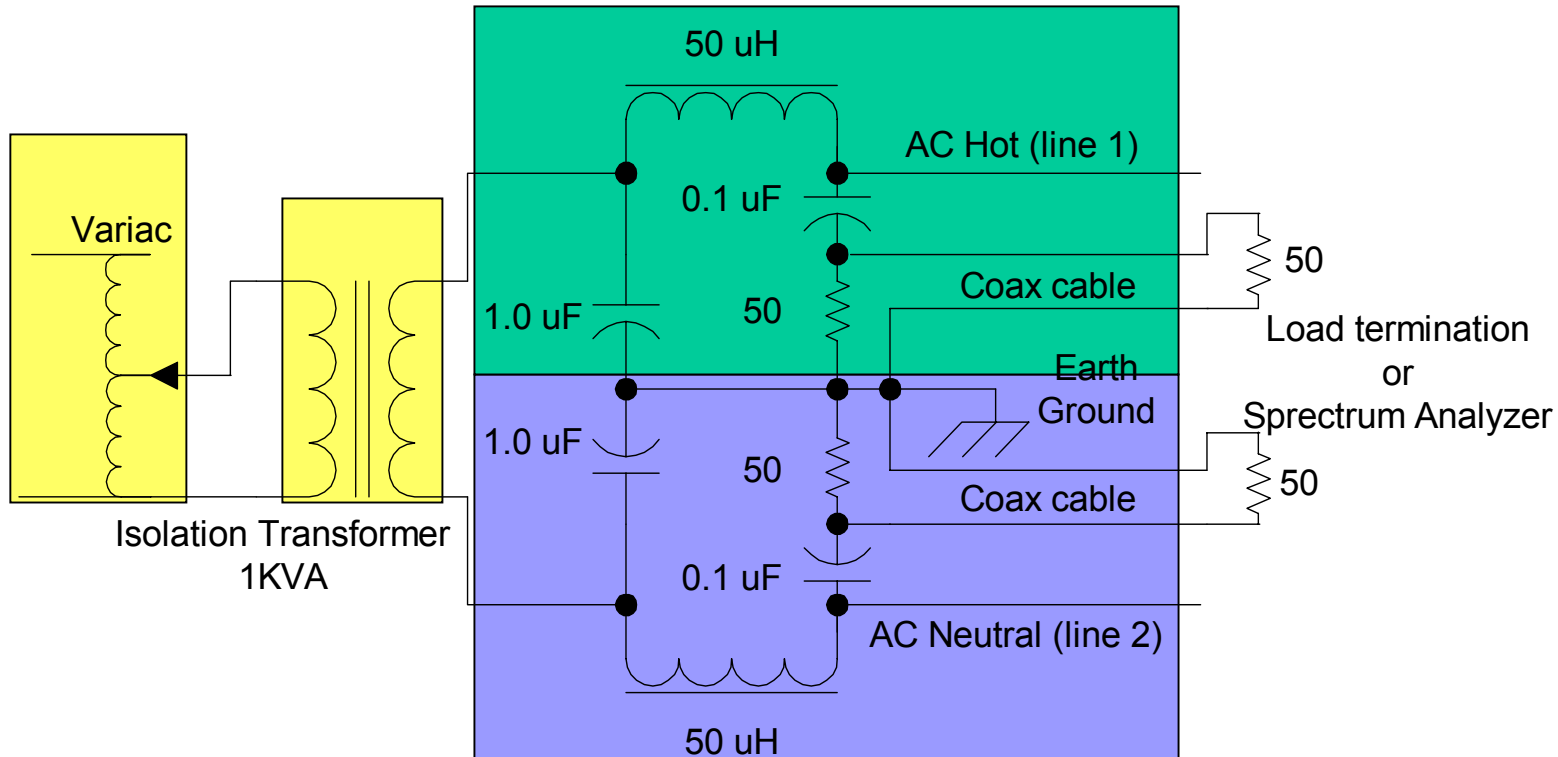 50 uH
AC Hot (line 1)
Variac
0.1 uF
50
Coax cable
1.0 uF
50
Load termination
or
Sprectrum Analyzer
Earth
Ground
1.0 uF
50
50
Coax cable
Isolation Transformer
1KVA
0.1 uF
AC Neutral (line 2)
50 uH